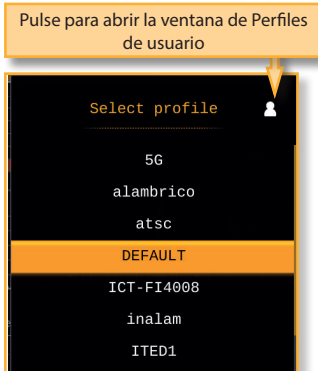 Pulse para abrir la ventana de Perfiles
de usuario
Select profile
5G
alambrico
atsc
DEFAULT
ICT-FI4008
inalam
ITED1